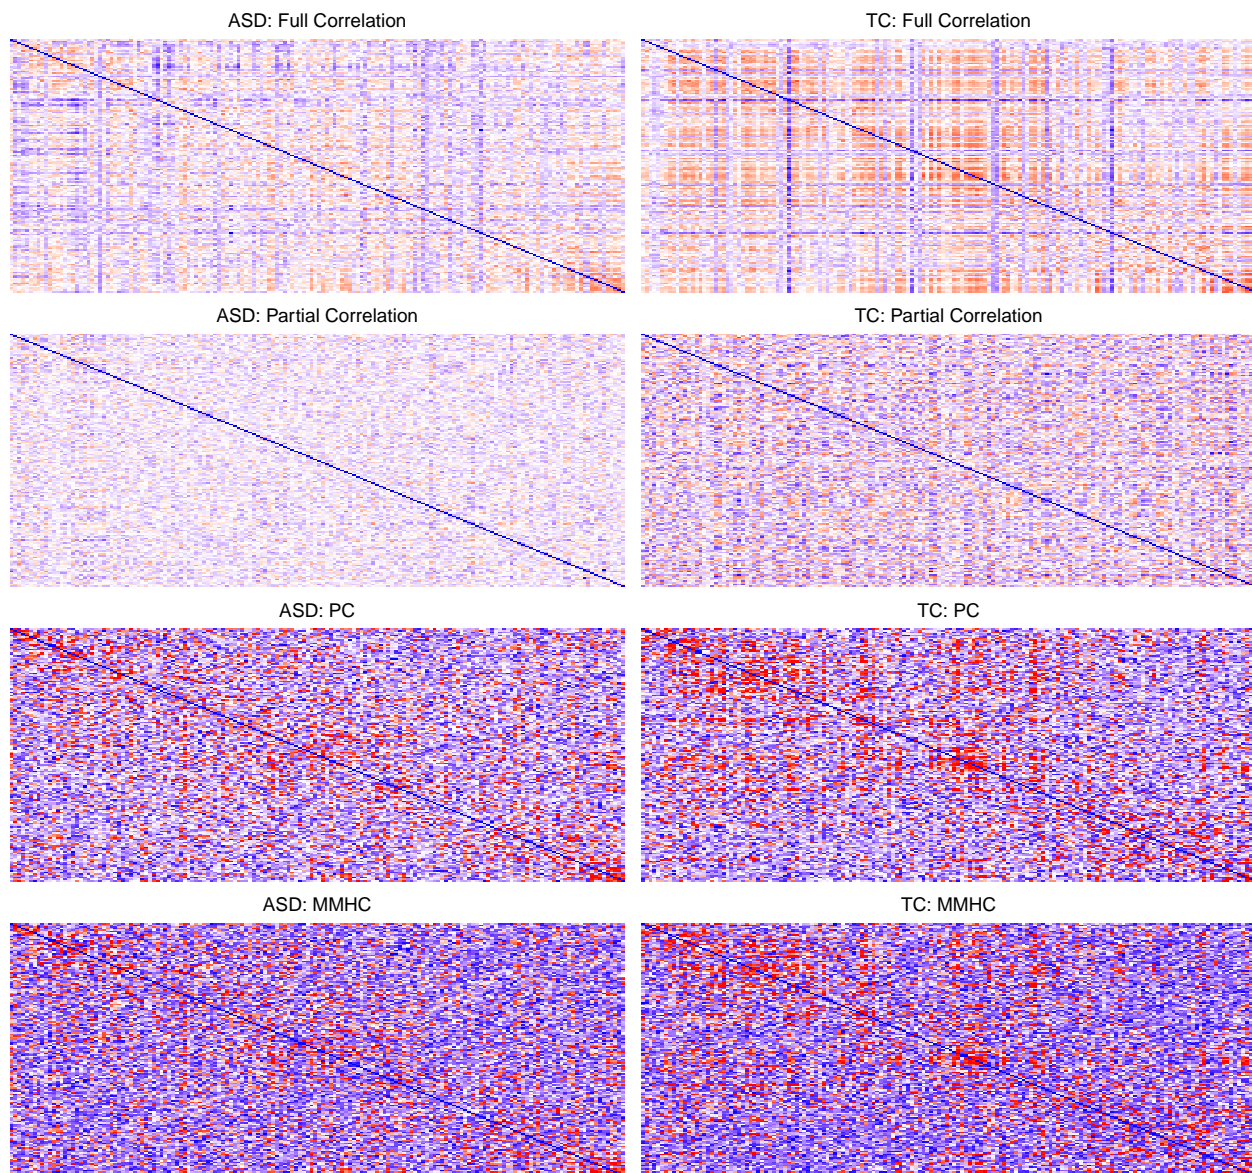 ASD: Full Correlation
TC: Full Correlation
ASD: Partial Correlation
TC: Partial Correlation
ASD: PC
TC: PC
ASD: MMHC
TC: MMHC